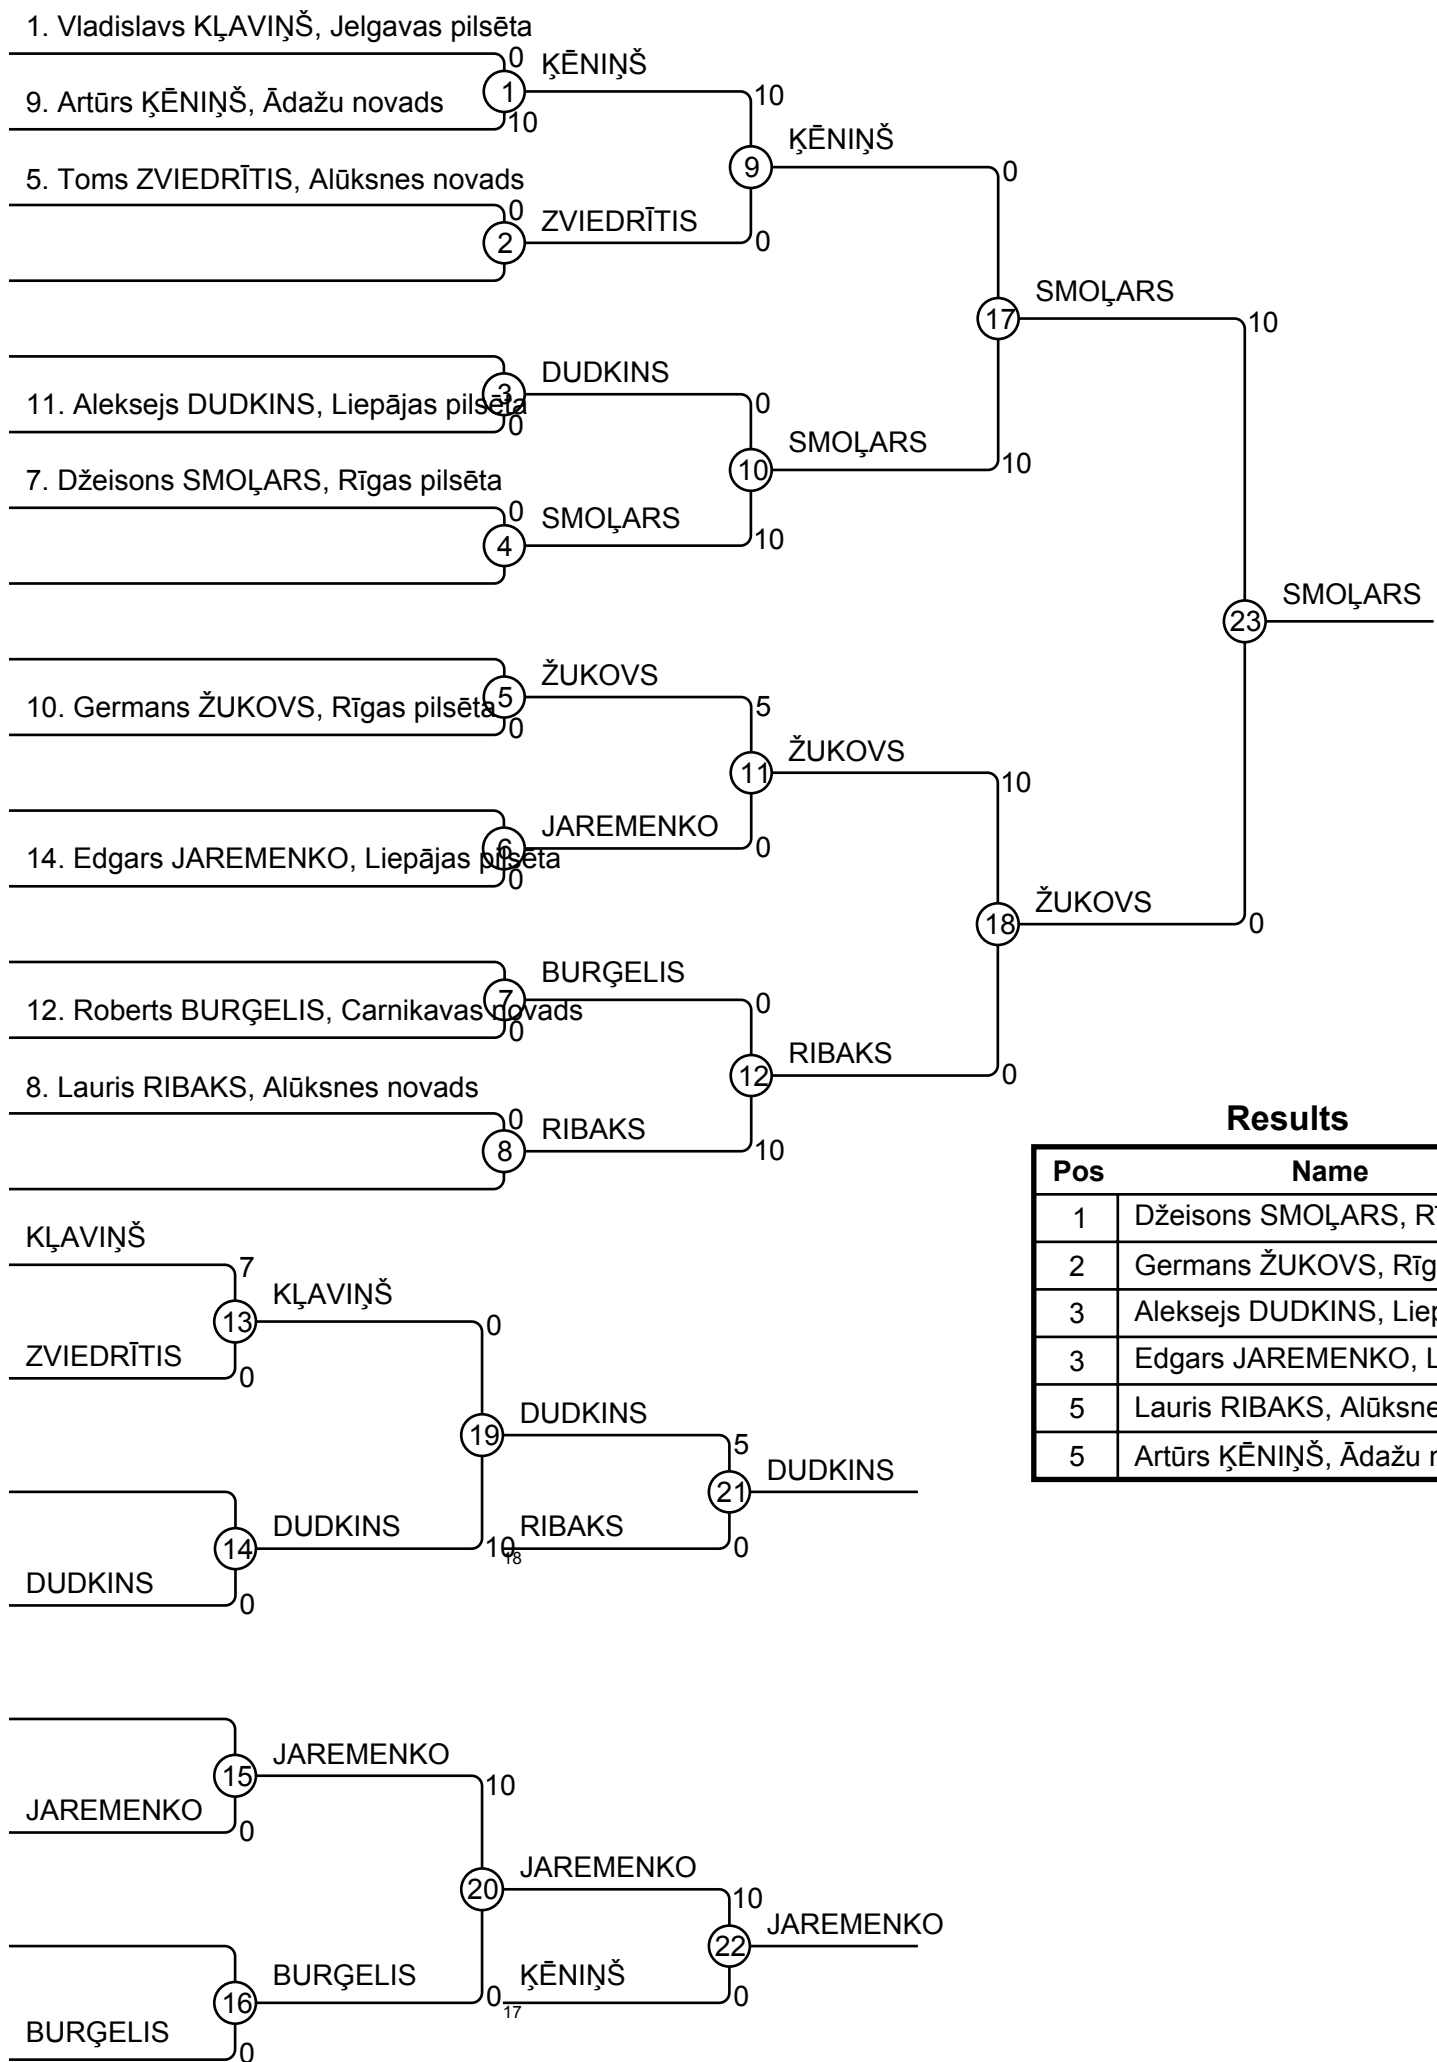 1. Vladislavs KĻAVIŅŠ, Jelgavas pilsēta
0
ĶĒNIŅŠ
1
10
9. Artūrs ĶĒNIŅŠ, Ādažu novads
10
ĶĒNIŅŠ
9
0
5. Toms ZVIEDRĪTIS, Alūksnes novads
0
ZVIEDRĪTIS
2
0
SMOĻARS
17
10
DUDKINS
3
0
11. Aleksejs DUDKINS, Liepājas pilsēta
0
SMOĻARS
10
10
7. Džeisons SMOĻARS, Rīgas pilsēta
0
SMOĻARS
4
10
SMOĻARS
23
ŽUKOVS
5
5
10. Germans ŽUKOVS, Rīgas pilsēta
0
ŽUKOVS
11
10
JAREMENKO
6
0
14. Edgars JAREMENKO, Liepājas pilsēta
0
ŽUKOVS
18
0
BURĢELIS
7
0
12. Roberts BURĢELIS, Carnikavas novads
0
RIBAKS
12
0
8. Lauris RIBAKS, Alūksnes novads
0
RIBAKS
8
10
Results
Pos Name
1 Džeisons SMOĻARS,
2 Germans ŽUKOVS, Rīg
3 Aleksejs DUDKINS, Liep
3 Edgars JAREMENKO,
5 Lauris RIBAKS, Alūksne
5 Artūrs ĶĒNIŅŠ, Ādažu
KĻAVIŅŠ
7
KĻAVIŅŠ
13
0
ZVIEDRĪTIS
0
DUDKINS
19
5
DUDKINS
21
DUDKINS
14
10
RIBAKS
18
0
DUDKINS
0
JAREMENKO
15
10
JAREMENKO
0
JAREMENKO
20
10
JAREMENKO
22
BURĢELIS
16
0
ĶĒNIŅŠ
17
0
BURĢELIS
0